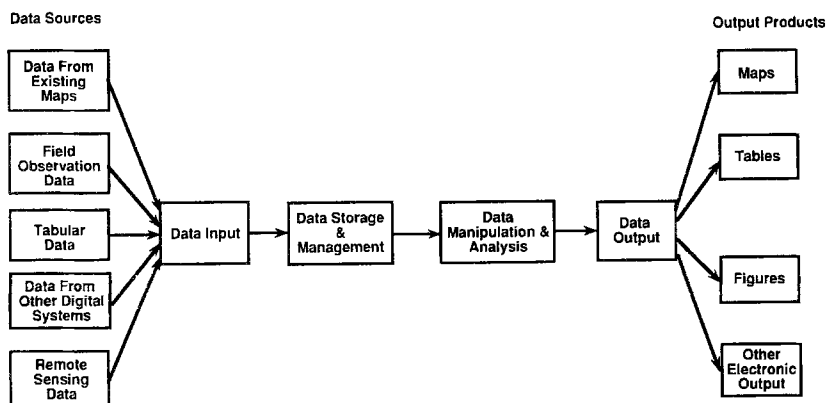 Data Sources
Output Products
Data From
Existing
Maps
Field
Observation
Data
Tabular
Data
Data From
Other Digital
Systems
Remote
Sensing
Data
Data Input
Data Storage
&
Management
Data
Manipulation &
Analysis
Data
Output
Maps
Tables
Figures
Other
Electronic
Output